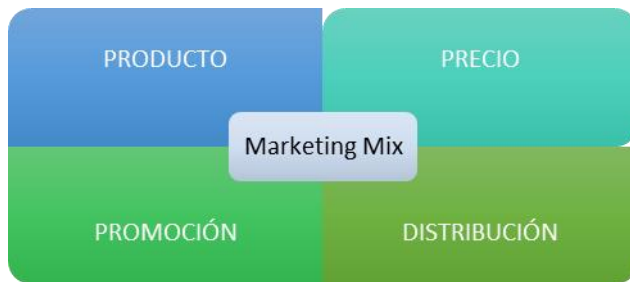 PRODUCTO
PRECIO
Marketing Mix
PROMOCIÓN
DISTRIBUCIÓN